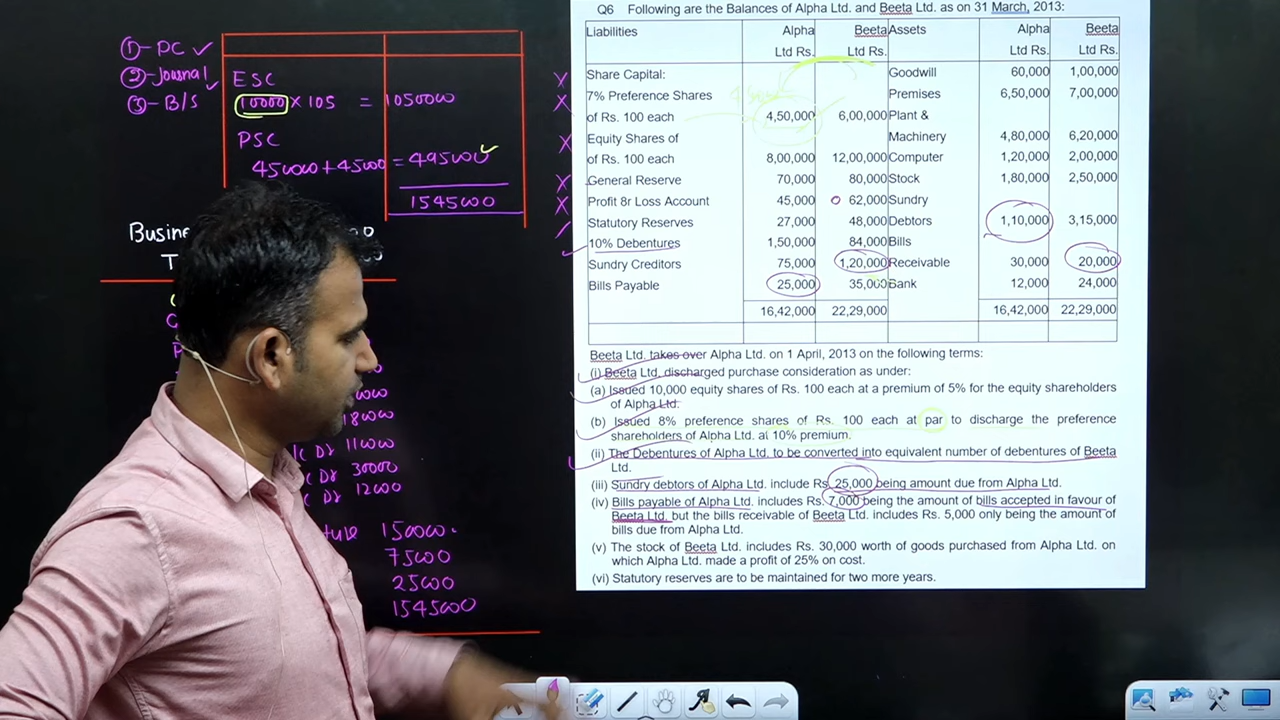 ① - PC ✓
② - Journal ✓
③ - B/S
ESC
10000 × 105 = 1050000
PSC
450000 + 45000 = 495000
1545000
Busine
18000
Dr 110000
Dr 30000
Dr 12000
150000
75000
25000
1545000
Q6 Following are the Balances of Alpha Ltd. and Beeta Ltd. as on 31 March, 2013:
Liabilities Alpha Beeta Assets Alpha Beeta
Ltd Rs. Ltd Rs. Ltd Rs. Ltd Rs.
Share Capital: Goodwill 60,000 1,00,000
7% Preference Shares Premises 6,50,000 7,00,000
of Rs. 100 each 4,50,000 6,00,000 Plant &
Equity Shares of Machinery 4,80,000 6,20,000
of Rs. 100 each 8,00,000 12,00,000 Computer 1,20,000 2,00,000
General Reserve 70,000 80,000 Stock 1,80,000 2,50,000
Profit 8r Loss Account 45,000 62,000 Sundry
Statutory Reserves 27,000 48,000 Debtors 1,10,000 3,15,000
10% Debentures 1,50,000 84,000 Bills
Sundry Creditors 75,000 1,20,000 Receivable 30,000 20,000
Bills Payable 25,000 35,000 Bank 12,000 24,000
16,42,000 22,29,000 16,42,000 22,29,000
Beeta Ltd. takes over Alpha Ltd. on 1 April, 2013 on the following terms:
(i) Beeta Ltd, discharged purchase consideration as under:
(a) Issued 10,000 equity shares of Rs. 100 each at a premium of 5% for the equity shareholders
of Alpha Ltd.
(b) Issued 8% preference shares of Rs. 100 each at par to discharge the preference
shareholders of Alpha Ltd. at 10% premium.
(ii) The Debentures of Alpha Ltd. to be converted into equivalent number of debentures of Beeta
Ltd.
(iii) Sundry debtors of Alpha Ltd. include Rs. 25,000 being amount due from Alpha Ltd.
(iv) Bills payable of Alpha Ltd. includes Rs. 7,000 being the amount of bills accepted in favour of
Beeta Ltd. but the bills receivable of Beeta Ltd. includes Rs. 5,000 only being the amount of
bills due from Alpha Ltd.
(v) The stock of Beeta Ltd. includes Rs. 30,000 worth of goods purchased from Alpha Ltd. on
which Alpha Ltd. made a profit of 25% on cost.
(vi) Statutory reserves are to be maintained for two more years.